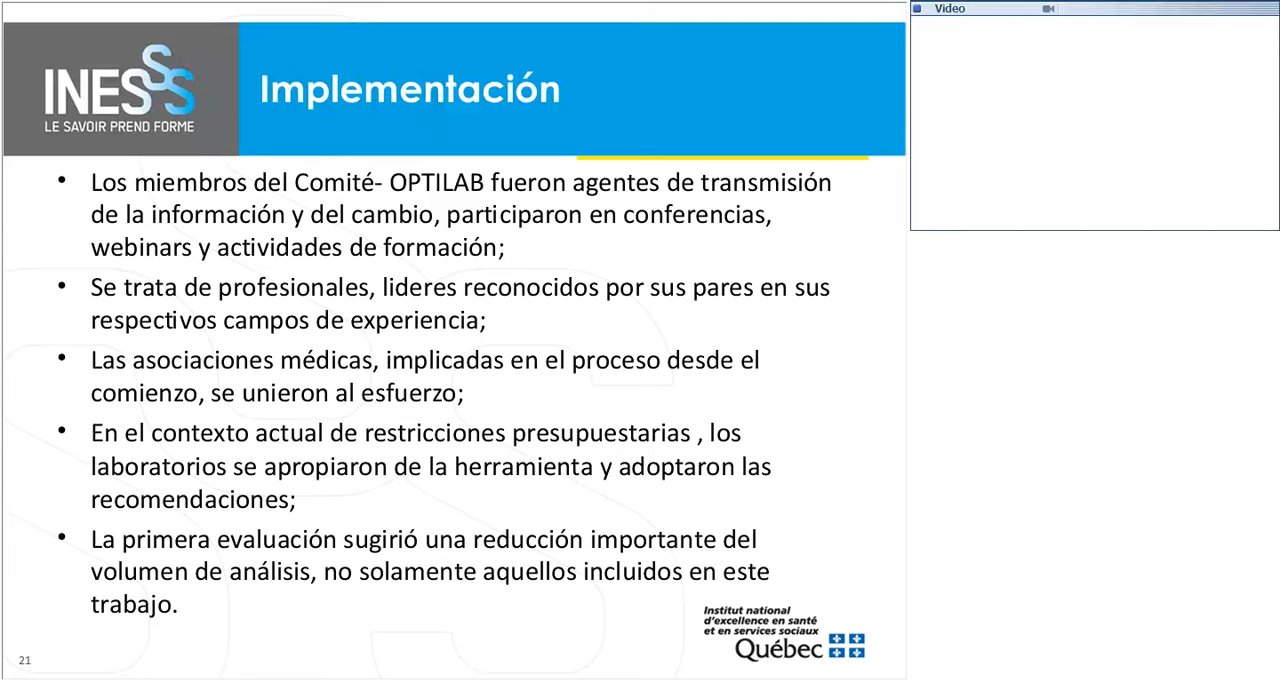 Video
INESSS
LE SAVOIR PREND FORME
Implementación
• Los miembros del Comité- OPTILAB fueron agentes de transmisión
de la información y del cambio, participaron en conferencias,
webinars y actividades de formación;
• Se trata de profesionales, lideres reconocidos por sus pares en sus
respectivos campos de experiencia;
• Las asociaciones médicas, implicadas en el proceso desde el
comienzo, se unieron al esfuerzo;
• En el contexto actual de restricciones presupuestarias , los
laboratorios se apropiaron de la herramienta y adoptaron las
recomendaciones;
• La primera evaluación sugirió una reducción importante del
volumen de análisis, no solamente aquellos incluidos en este
trabajo.
Institut national
d'excellence en santé
et en services sociaux
Québec
21